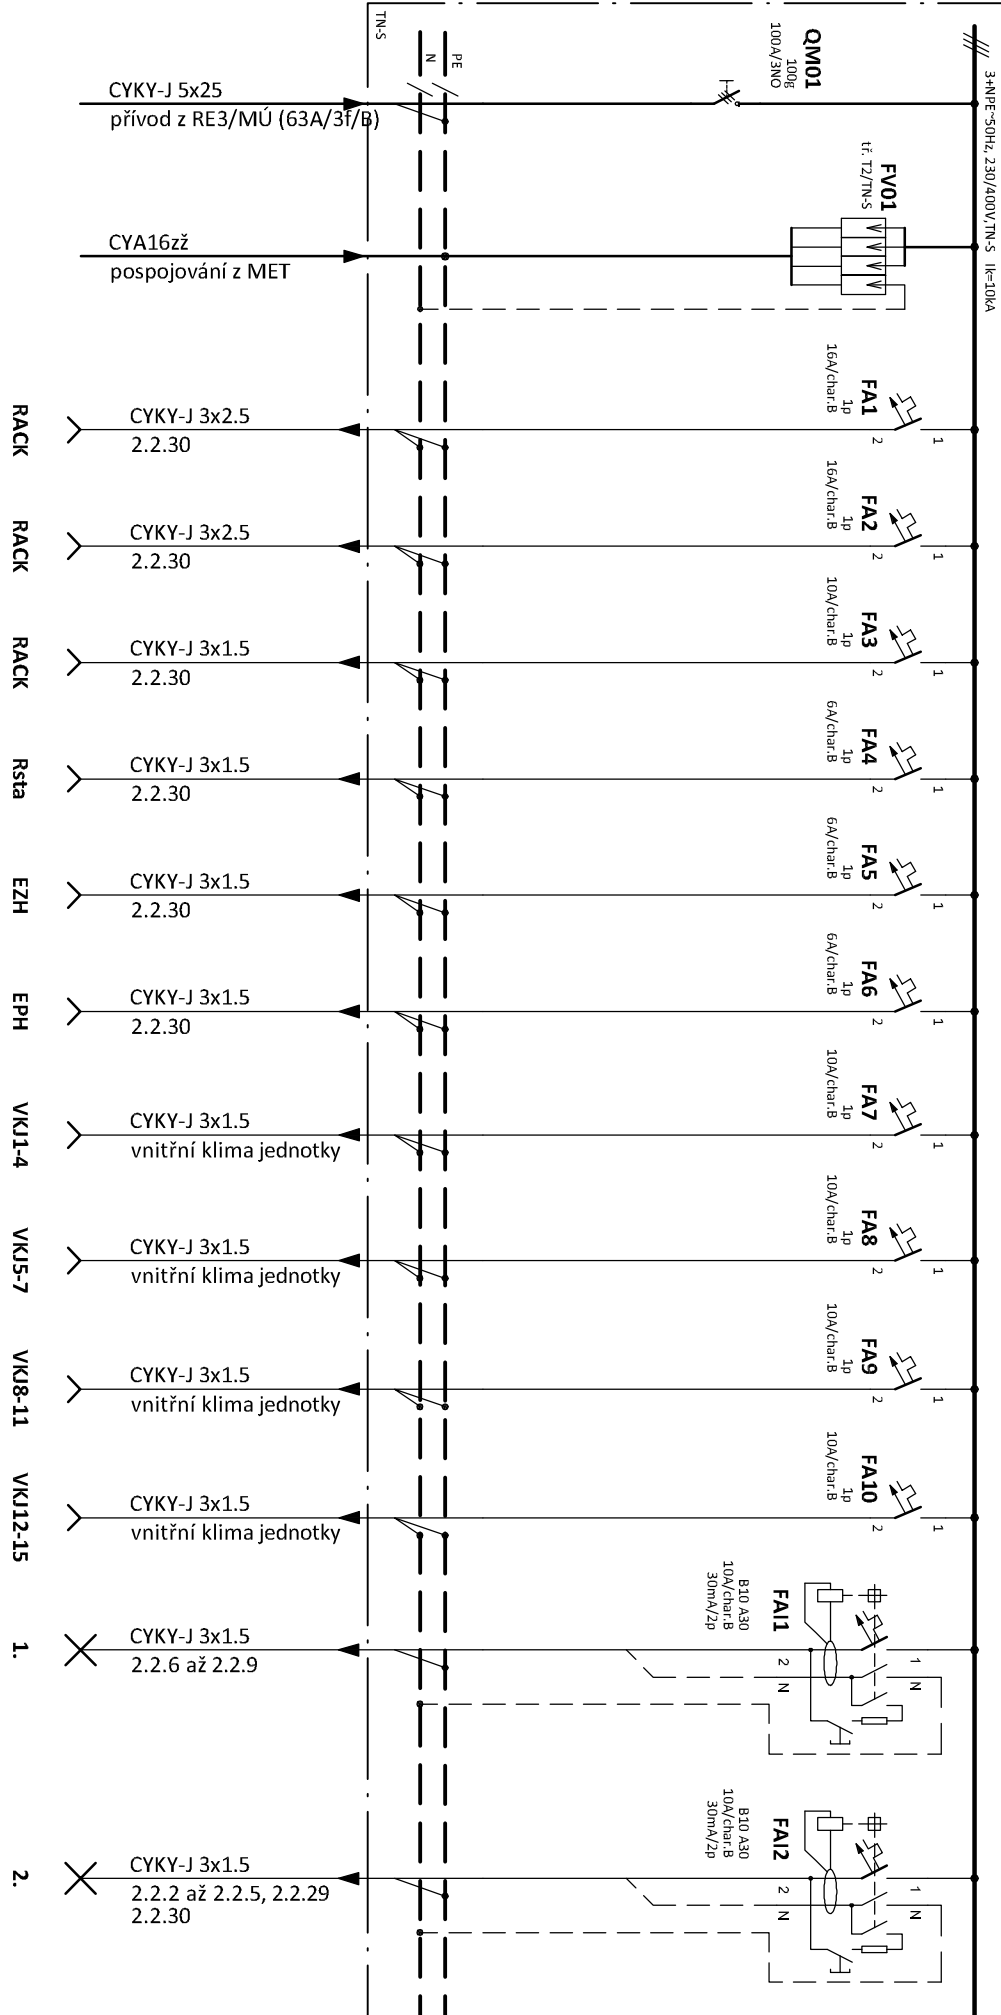 TN-S
PE
N
3+NPE~50Hz, 230/400V,TN-S Ik=10kA
QM01
100g
100A/3NO
CYKY-J 5x25
přívod z RE3/MÚ (63A/3f/B)
FV01
tř. T2/TN-S
CYA16zž
pospojování z MET
FA1
1p
16A/char.B
1
2
CYKY-J 3x2.5
2.2.30
RACK
FA2
1p
16A/char.B
1
2
CYKY-J 3x2.5
2.2.30
RACK
FA3
1p
10A/char.B
1
2
CYKY-J 3x1.5
2.2.30
RACK
FA4
1p
6A/char.B
1
2
CYKY-J 3x1.5
2.2.30
Rsta
FA5
1p
6A/char.B
1
2
CYKY-J 3x1.5
2.2.30
EZH
FA6
1p
6A/char.B
1
2
CYKY-J 3x1.5
2.2.30
EPH
FA7
1p
10A/char.B
1
2
CYKY-J 3x1.5
vnitřní klima jednotky
VKJ1-4
FA8
1p
10A/char.B
1
2
CYKY-J 3x1.5
vnitřní klima jednotky
VKJ5-7
FA9
1p
10A/char.B
1
2
CYKY-J 3x1.5
vnitřní klima jednotky
VKJ8-11
FA10
1p
10A/char.B
1
2
CYKY-J 3x1.5
vnitřní klima jednotky
VKJ12-15
FAI1
B10 A30
10A/char.B
30mA/2p
1 N
2 N
CYKY-J 3x1.5
2.2.6 až 2.2.9
1.
FAI2
B10 A30
10A/char.B
30mA/2p
1 N
2 N
CYKY-J 3x1.5
2.2.2 až 2.2.5, 2.2.29
2.2.30
2.